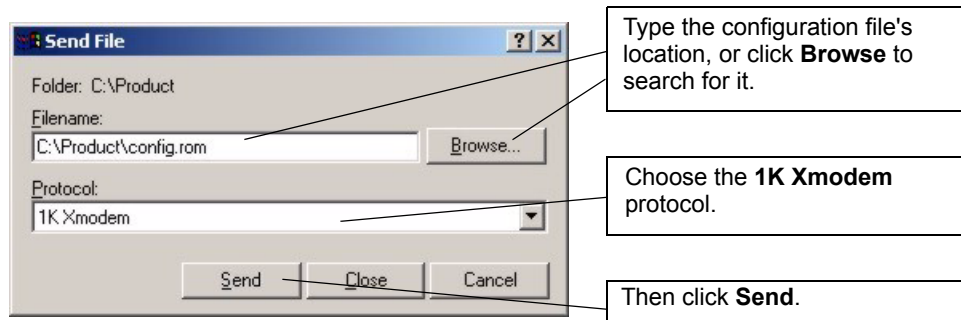 Send File
Folder: C:\Product
Filename:
C:\Product\config.rom
Browse...
Protocol:
1K Xmodem
Send
Close
Cancel
Type the configuration file's
location, or click Browse to
search for it.
Choose the 1K Xmodem
protocol.
Then click Send.